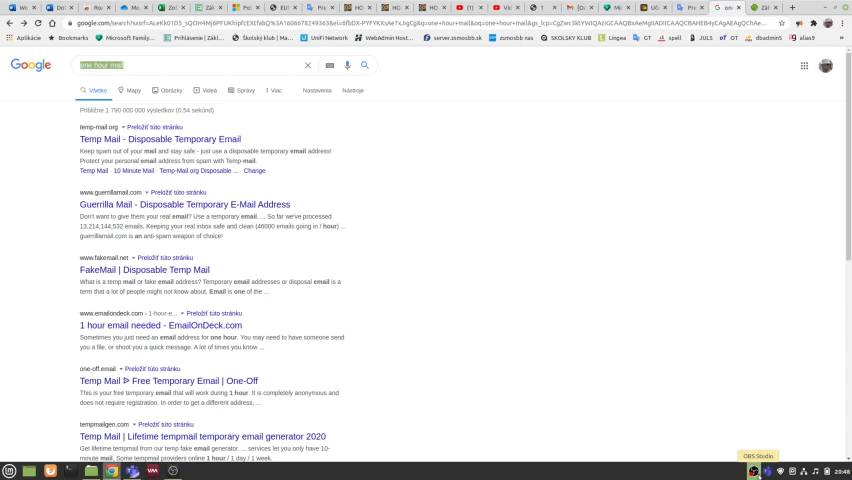 google.com/search?
Aplikácie
Bookmarks
Microsoft Family...
Prihlásenie | Zákl...
Školský klub | Ma...
UniFi Network
EUI
WebAdmin Host...
server.zsmosbb.sk
zsmosbb nas
SKOLSKY KLUB
Lingea
GT
spěll
JULS
OT
dbadmin5
alias9
Google
one hour mail
Všetko
Mapy
Obrázky
Videá
Správy
Viac
Nastavenia
Nástroje
Približne 1 790 000 000 výsledkov (0,54 sekúnd)
temp-mail.org Preložiť túto stránku
Temp Mail - Disposable Temporary Email
Keep spam out of your mail and stay safe - just use a disposable temporary email address!
Protect your personal email address from spam with Temp-mail.
Temp Mail · 10 Minute Mail · Temp-Mail.org Disposable ... · Change
www.guerrillamail.com Preložiť túto stránku
Guerrilla Mail - Disposable Temporary E-Mail Address
Don't want to give them your real email? Use a temporary email. ... So far we've processed
13,214,144,532 emails, Keeping your real inbox safe and clean (46000 emails going in / hour) ...
guerrillamail.com is an anti-spam weapon of choice!
www.fakemail.net Preložiť túto stránku
FakeMail | Disposable Temp Mail
What is a temp mail or fake email address? Temporary email addresses or disposal email is a
term that a lot of people might not know about. Email is one of the ...
www.emailondeck.com › 1-hour-e... Preložiť túto stránku
1 hour email needed - EmailOnDeck.com
Sometimes you just need an email address for one hour. You may need to have someone send
you a file, or shoot you a quick message. A lot of times you know ...
one-off.email Preložiť túto stránku
Temp Mail ᐉ Free Temporary Email | One-Off
This is your free temporary email that will work during 1 hour. It is completely anonymous and
does not require registration. In order to get a different address, ...
tempmailgen.com Preložiť túto stránku
Temp Mail | Lifetime tempmail temporary email generator 2020
Get lifetime tempmail from our temp fake email generator. ... services let you only have 10-
minute mail, Some tempmail providers online 1 hour / 1 day / 1 week.
OBS Studio
20:48